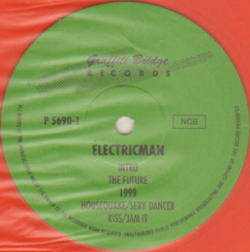 Graffiti Bridge
RECORDS
P 5690-1
NCB
ELECTRICMAN
INTRO
THE FUTURE
1999
HOUSEQUAKE/SEXY DANCER
KISS/JAM IT